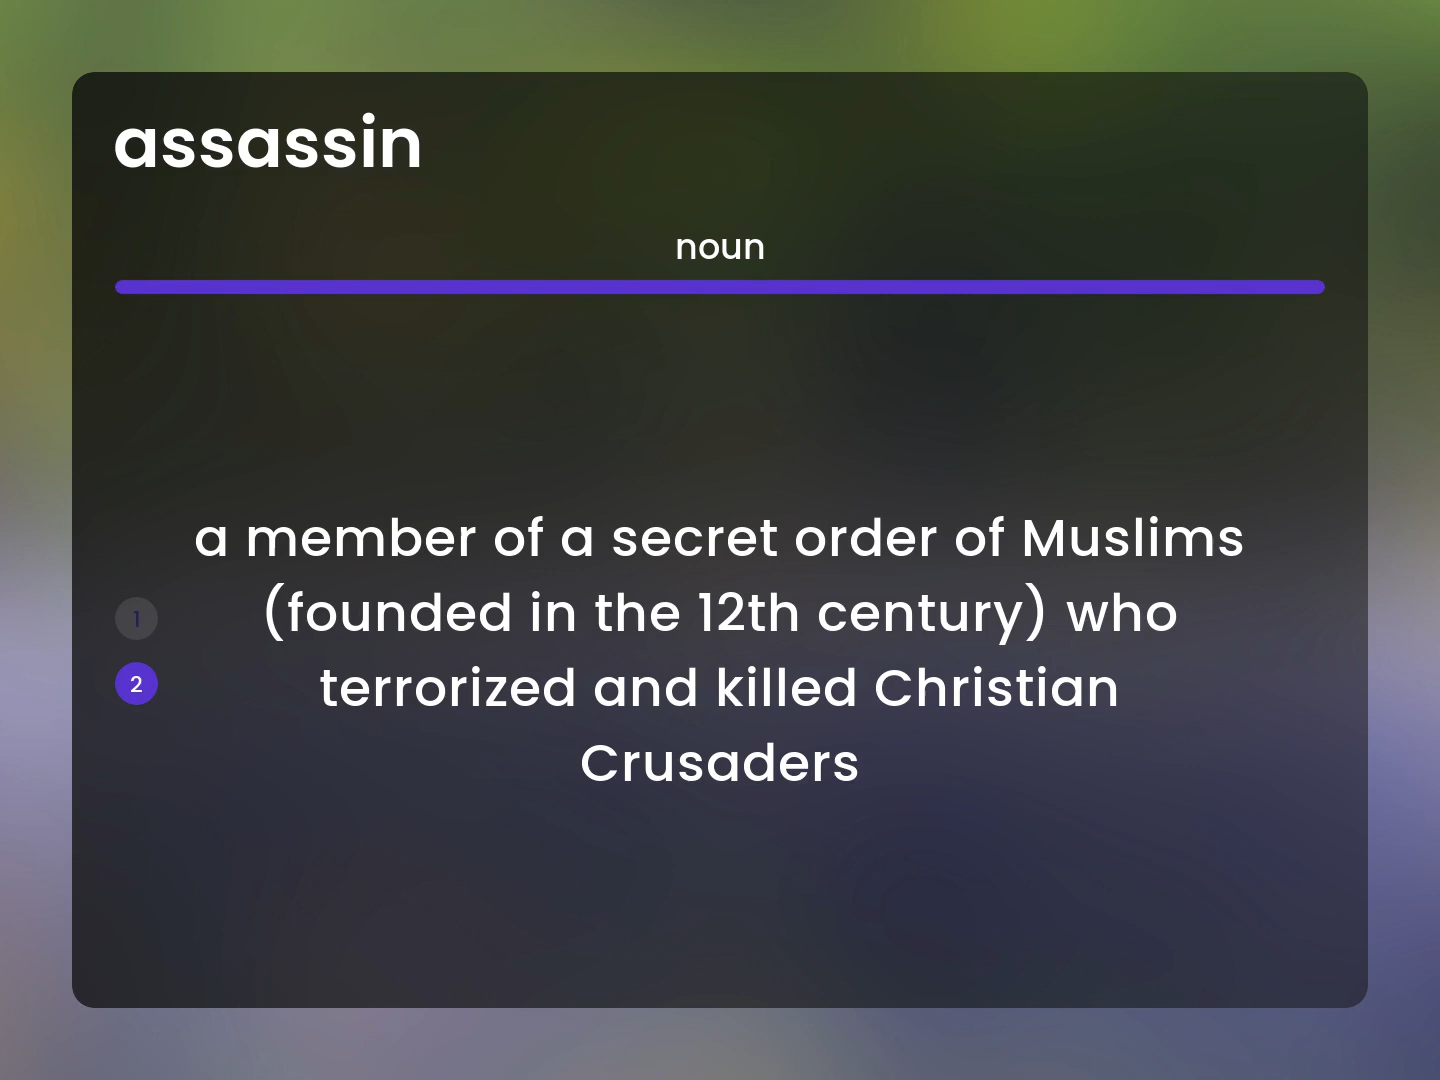 assassin
noun
a member of a secret order of Muslims
(founded in the 12th century) who
terrorized and killed Christian
Crusaders
1
2